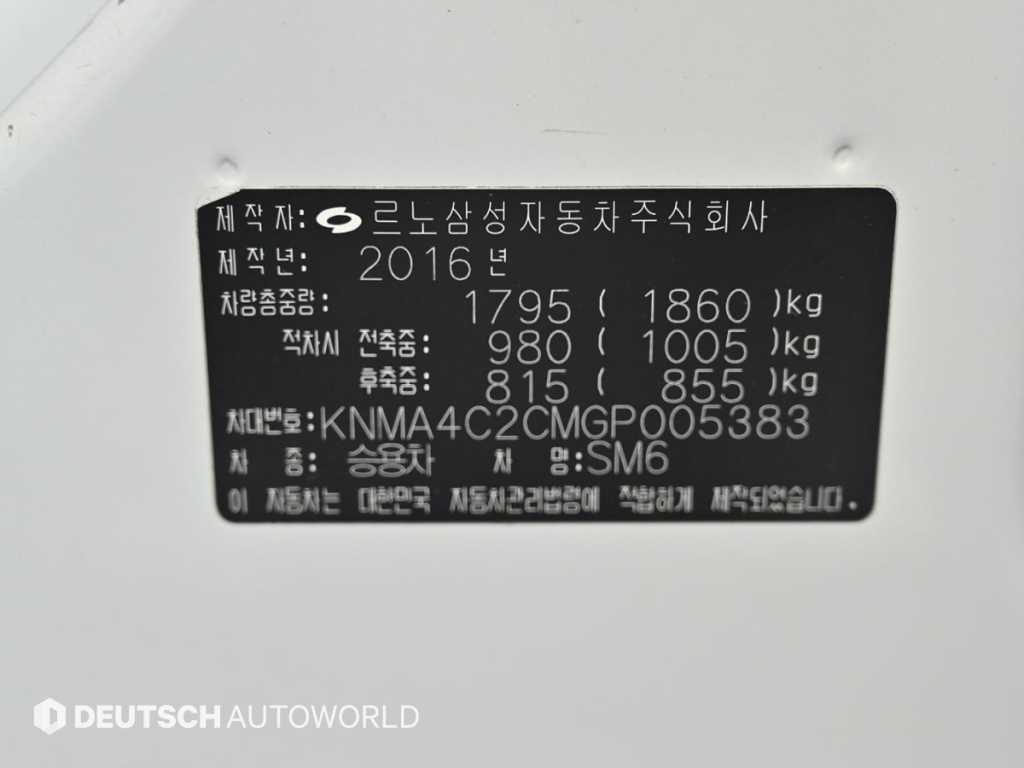 제 작 자: 르노삼성자동차주식회사
제 작 년: 2016 년
차량총중량: 1795 ( 1860 )kg
적차시 전축중: 980 ( 1005 )kg
후축중: 815 ( 855 )kg
차대번호: KNMA4C2CMGP005383
차 종: 승용차 차 명: SM6
이 자동차는 대한민국 자동차관리법령에 적합하게 제작되었습니다.
DEUTSCH AUTOWORLD